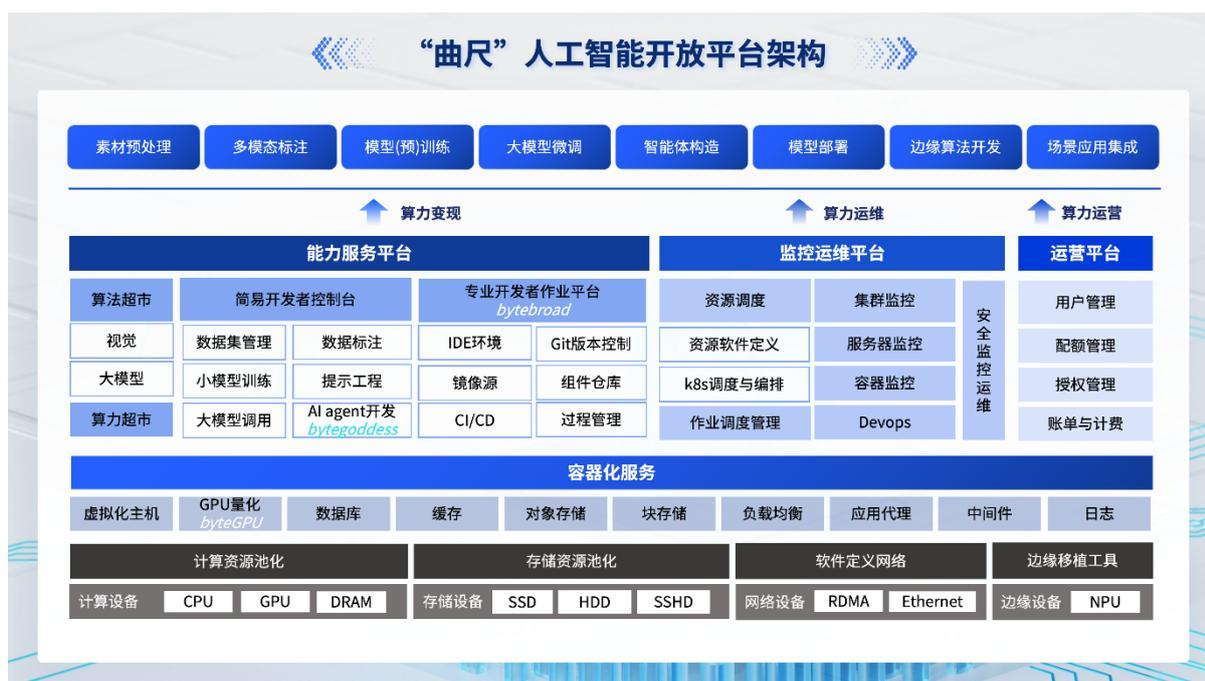 “曲尺”人工智能开放平台架构
素材预处理 多模态标注 模型(预)训练 大模型微调 智能体构造 模型部署 边缘算法开发 场景应用集成
算力变现 算力运维 算力运营
能力服务平台 监控运维平台 运营平台
算法超市 简易开发者控制台 专业开发者作业平台 资源调度 集群监控 用户管理
bytebroad
视觉 数据集管理 数据标注 IDE环境 Git版本控制 资源软件定义 服务器监控 配额管理
大模型 小模型训练 提示工程 镜像源 组件仓库 k8s调度与编排 容器监控 授权管理
算力超市 大模型调用 AI agent开发 CI/CD 过程管理 作业调度管理 Devops 账单与计费
bytegoddess
安全监控运维
容器化服务
虚拟化主机 GPU量化 数据库 缓存 对象存储 块存储 负载均衡 应用代理 中间件 日志
byteGPU
计算资源池化 存储资源池化 软件定义网络 边缘移植工具
计算设备 CPU GPU DRAM 存储设备 SSD HDD SSHD 网络设备 RDMA Ethernet 边缘设备 NPU